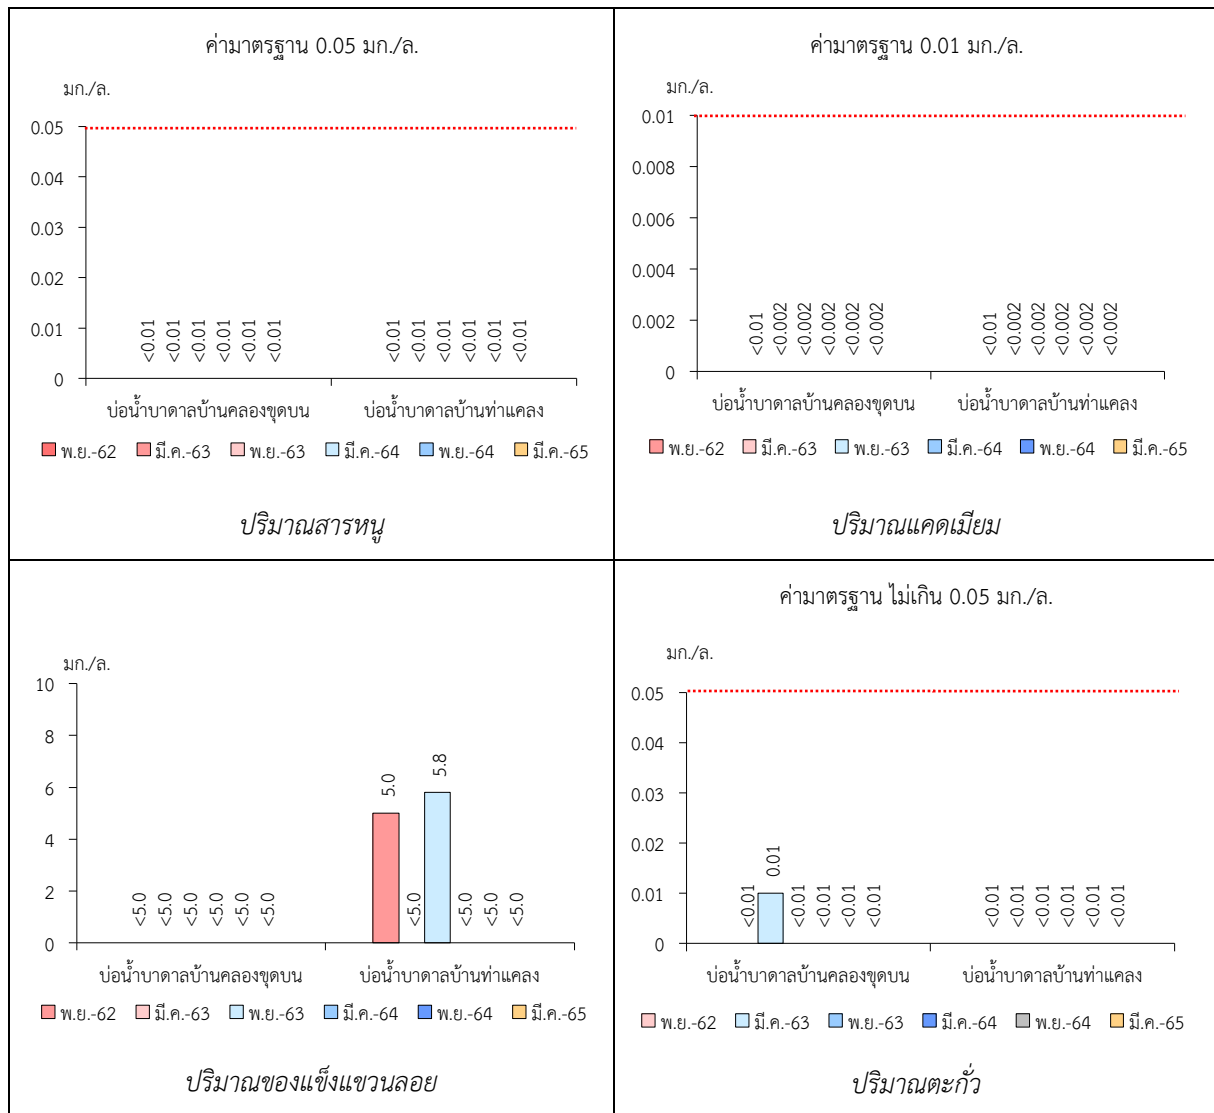 ค่ามาตรฐาน 0.05 มก./ล.
มก./ล.
0.05
0.04
0.03
0.02
0.01
0
<0.01 <0.01 <0.01 <0.01 <0.01 <0.01
<0.01 <0.01 <0.01 <0.01 <0.01 <0.01
บ่อน้ำบาดาลบ้านคลองขุดบน บ่อน้ำบาดาลบ้านท่าแคลง
พ.ย.-62 มี.ค.-63 พ.ย.-63 มี.ค.-64 พ.ย.-64 มี.ค.-65
ปริมาณสารหนู
ค่ามาตรฐาน 0.01 มก./ล.
มก./ล.
0.01
0.008
0.006
0.004
0.002
0
<0.01 <0.002 <0.002 <0.002 <0.002 <0.002
<0.01 <0.002 <0.002 <0.002 <0.002 <0.002
บ่อน้ำบาดาลบ้านคลองขุดบน บ่อน้ำบาดาลบ้านท่าแคลง
พ.ย.-62 มี.ค.-63 พ.ย.-63 มี.ค.-64 พ.ย.-64 มี.ค.-65
ปริมาณแคดเมียม
มก./ล.
10
8
6
4
2
0
<5.0 <5.0 <5.0 <5.0 <5.0 <5.0
5.0 <5.0 5.8 <5.0 <5.0 <5.0
บ่อน้ำบาดาลบ้านคลองขุดบน บ่อน้ำบาดาลบ้านท่าแคลง
พ.ย.-62 มี.ค.-63 พ.ย.-63 มี.ค.-64 พ.ย.-64 มี.ค.-65
ปริมาณของแข็งแขวนลอย
ค่ามาตรฐาน ไม่เกิน 0.05 มก./ล.
มก./ล.
0.05
0.04
0.03
0.02
0.01
0
<0.01 0.01 <0.01 <0.01 <0.01 <0.01
<0.01 <0.01 <0.01 <0.01 <0.01 <0.01
บ่อน้ำบาดาลบ้านคลองขุดบน บ่อน้ำบาดาลบ้านท่าแคลง
พ.ย.-62 มี.ค.-63 พ.ย.-63 มี.ค.-64 พ.ย.-64 มี.ค.-65
ปริมาณตะกั่ว